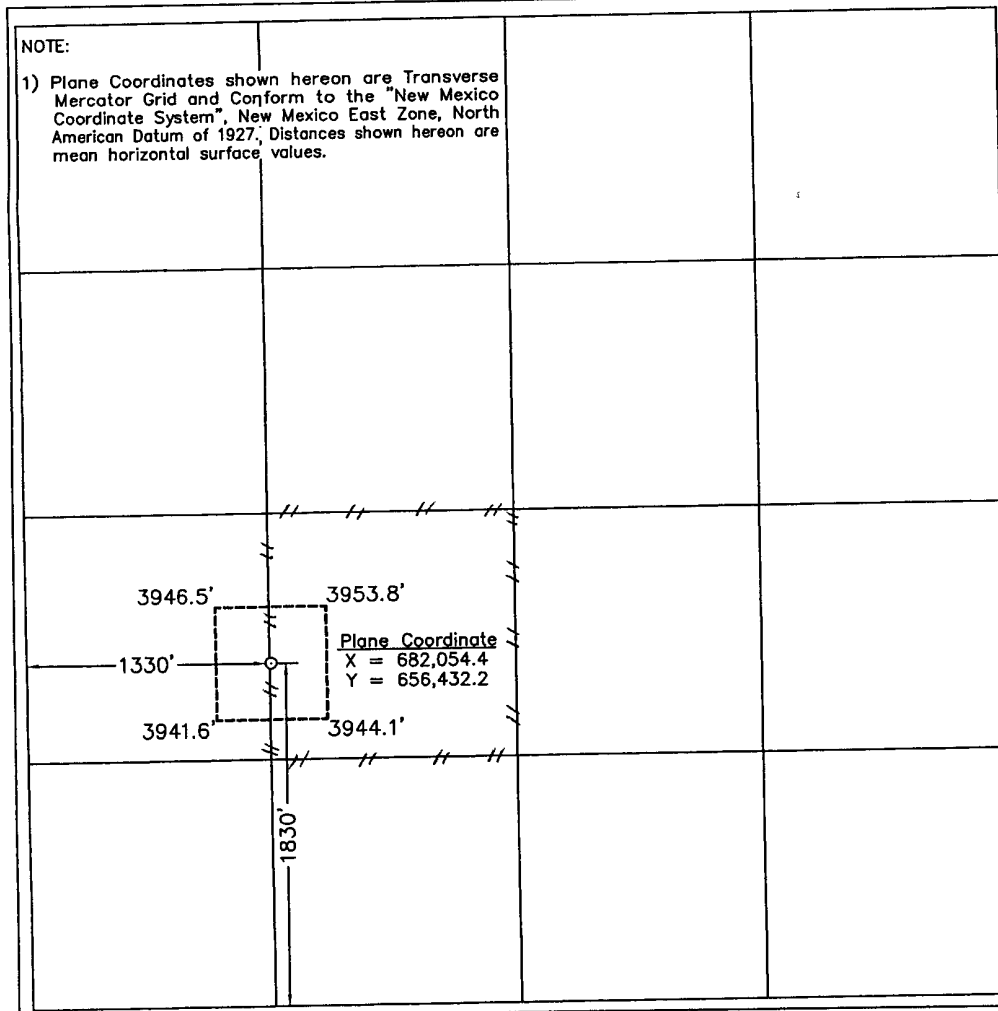 NOTE:
1) Plane Coordinates shown hereon are Transverse
Mercator Grid and Conform to the "New Mexico
Coordinate System", New Mexico East Zone, North
American Datum of 1927. Distances shown hereon are
mean horizontal surface values.
3946.5' 3953.8'
Plane Coordinate
1330' X = 682,054.4
Y = 656,432.2
3941.6' 3944.1'
1830'